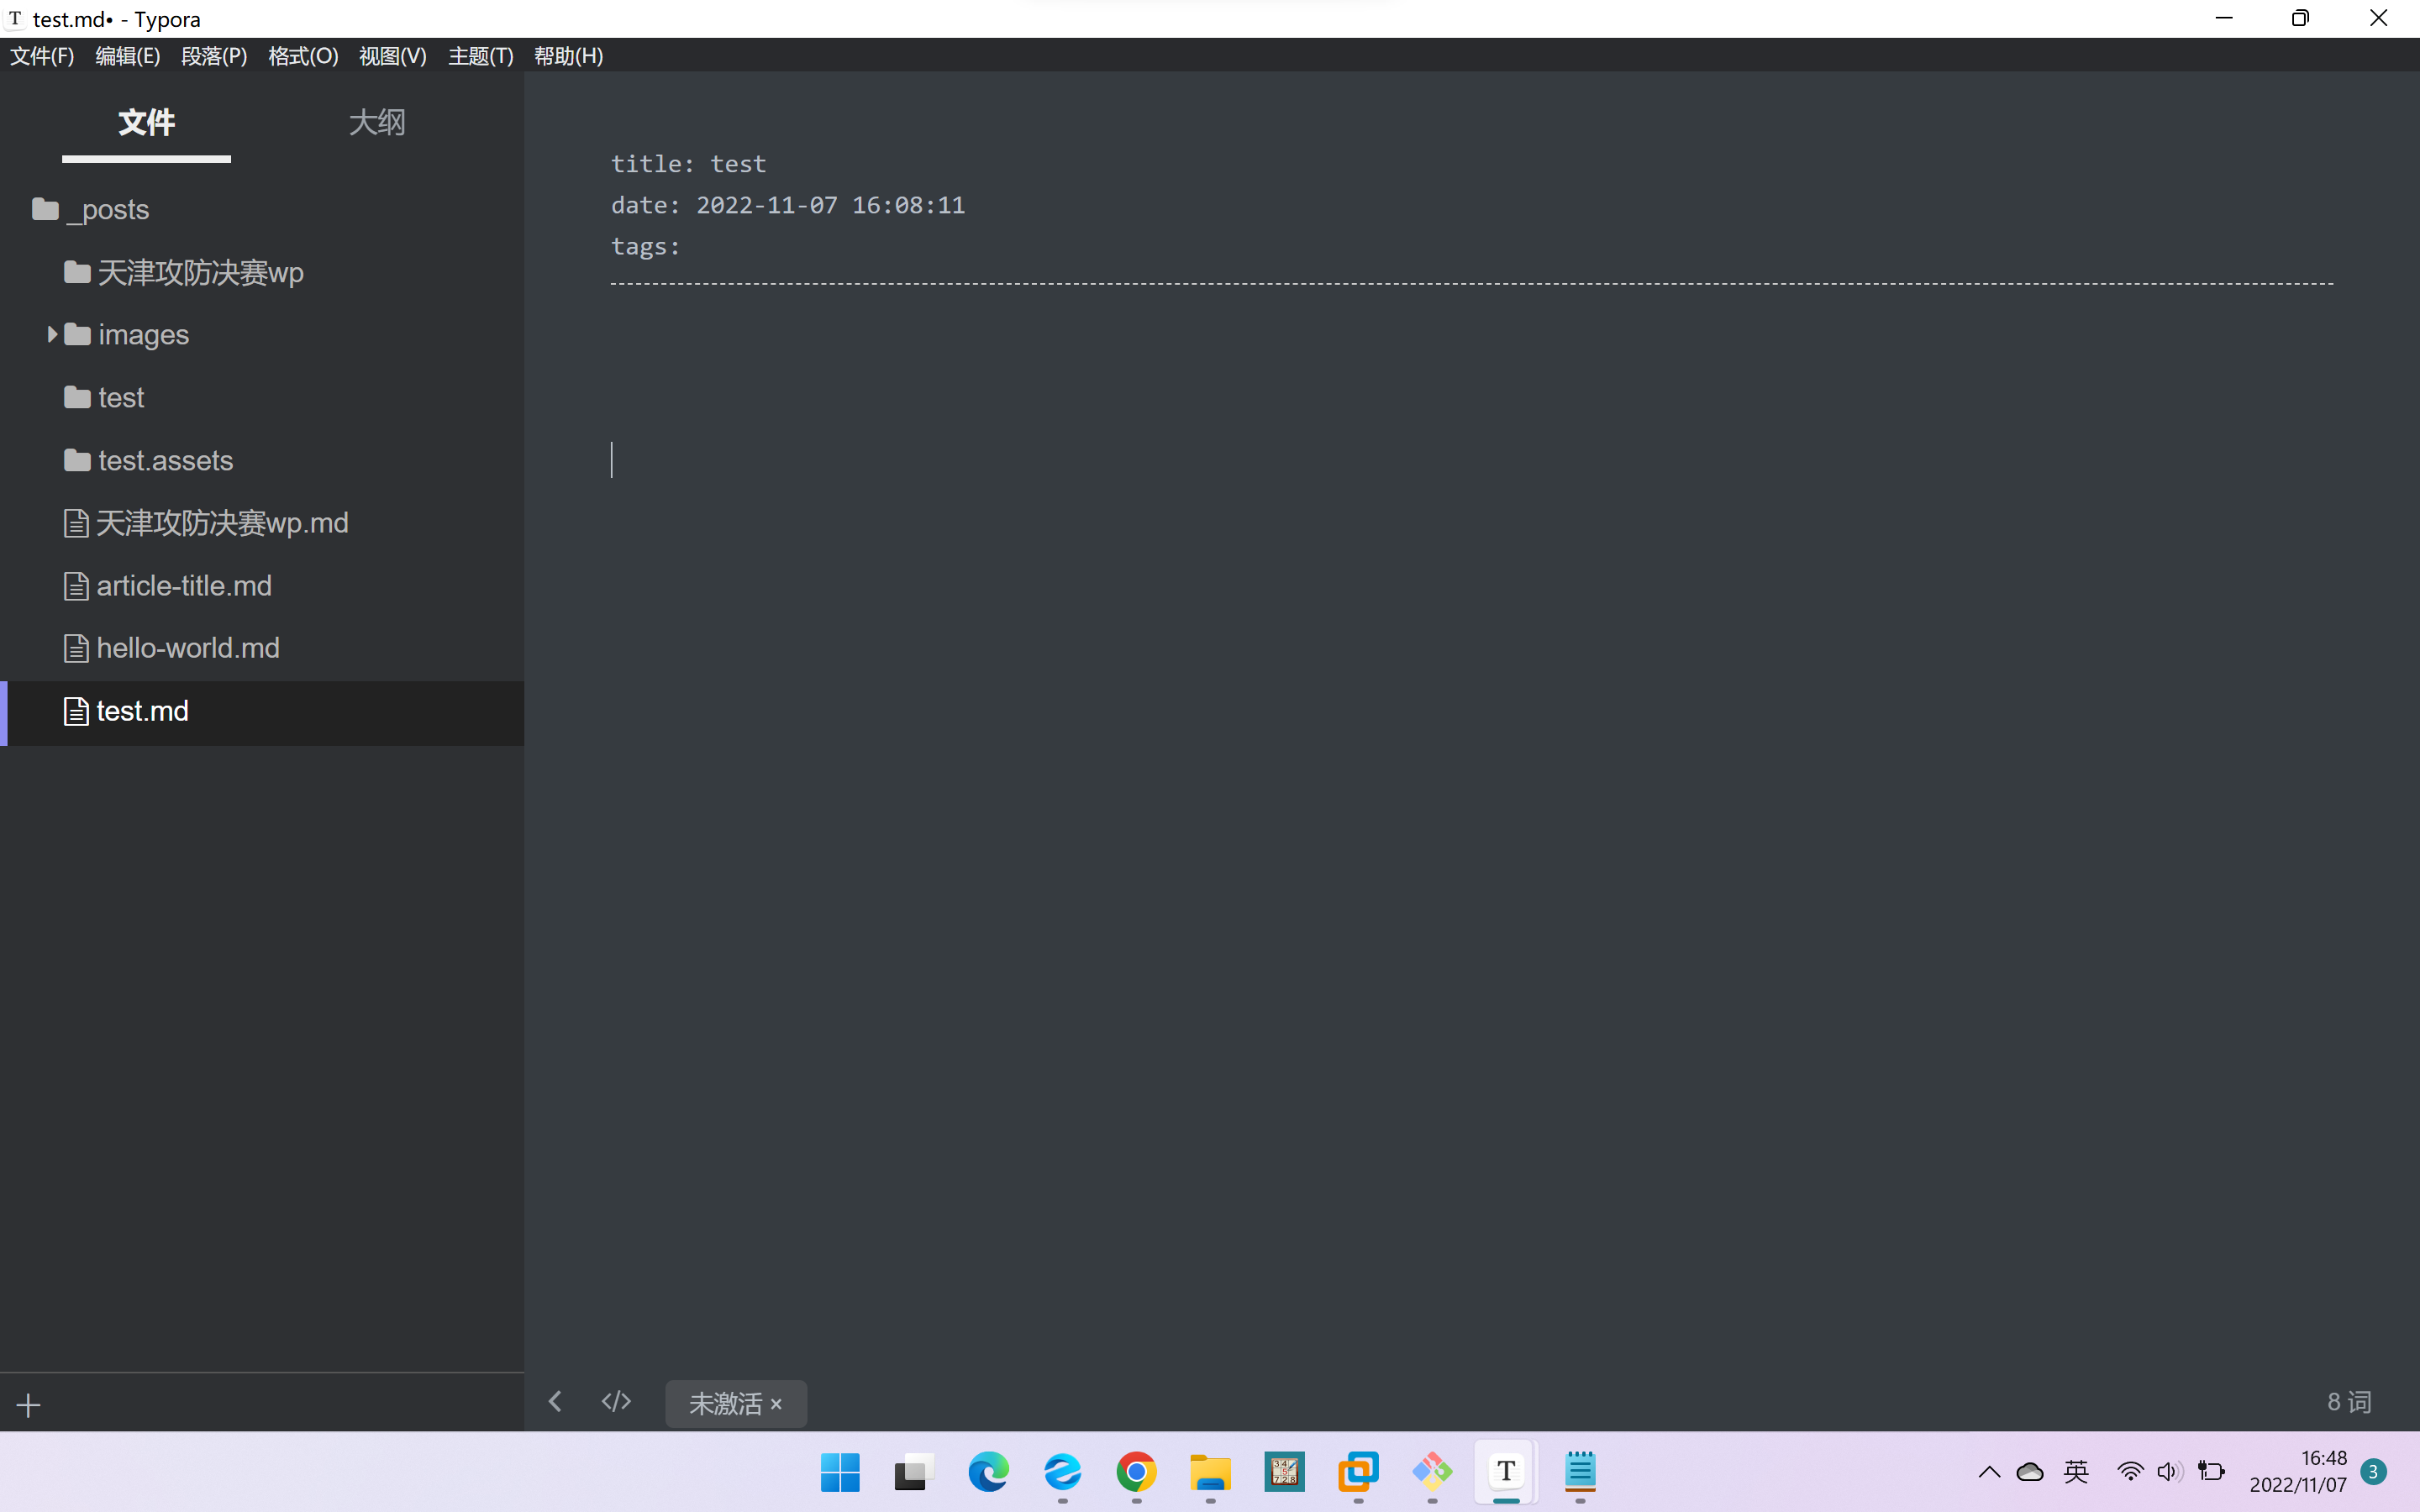 T test.md• - Typora
文件(F) 编辑(E) 段落(P) 格式(O) 视图(V) 主题(T) 帮助(H)
文件 大纲
_posts
天津攻防决赛wp
images
test
test.assets
天津攻防决赛wp.md
article-title.md
hello-world.md
test.md
title: test
date: 2022-11-07 16:08:11
tags:
</> 未激活 × 8 词
T
英
16:48
2022/11/07
3